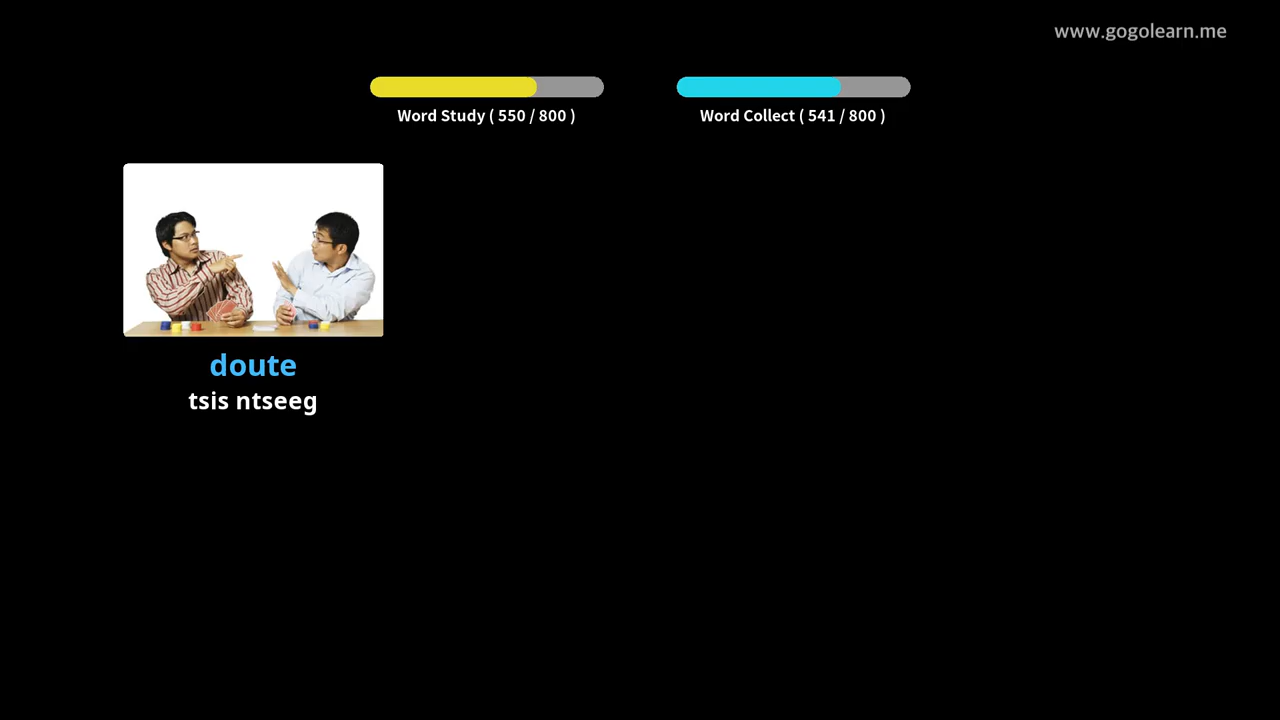 www.gogolearn.me
Word Study ( 550 / 800 )
Word Collect ( 541 / 800 )
doute
tsis ntseeg